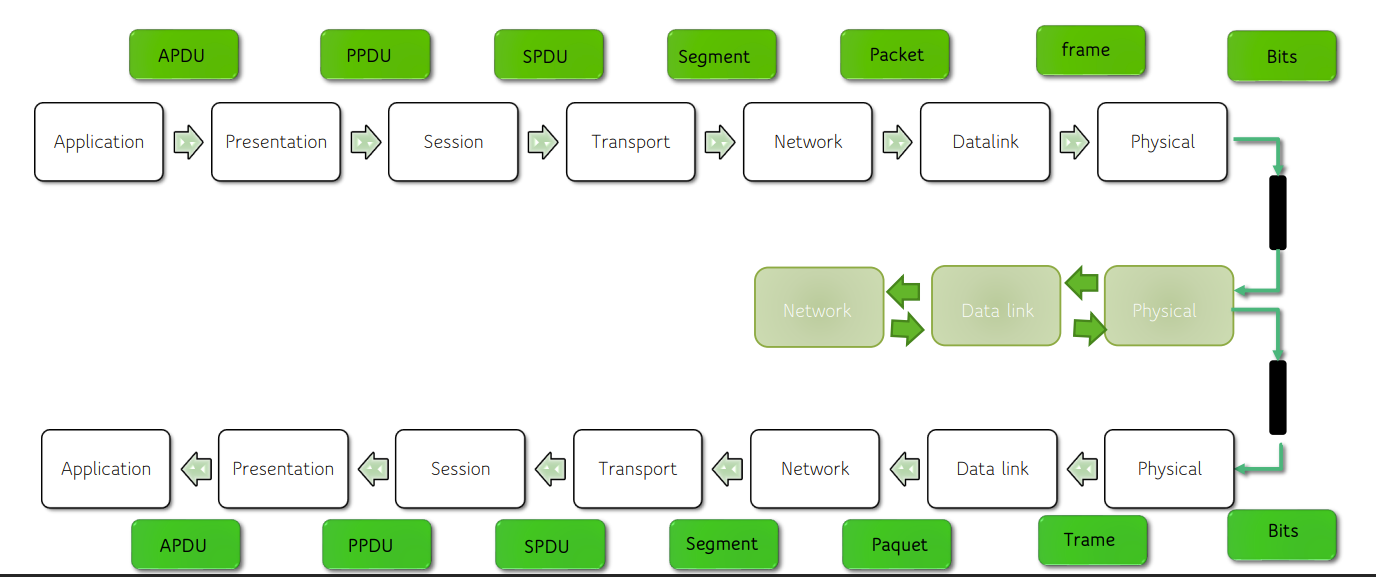 APDU
PPDU
SPDU
Segment
Packet
frame
Bits
Application
Presentation
Session
Transport
Network
Datalink
Physical
Network
Data link
Physical
Application
Presentation
Session
Transport
Network
Data link
Physical
APDU
PPDU
SPDU
Segment
Paquet
Trame
Bits